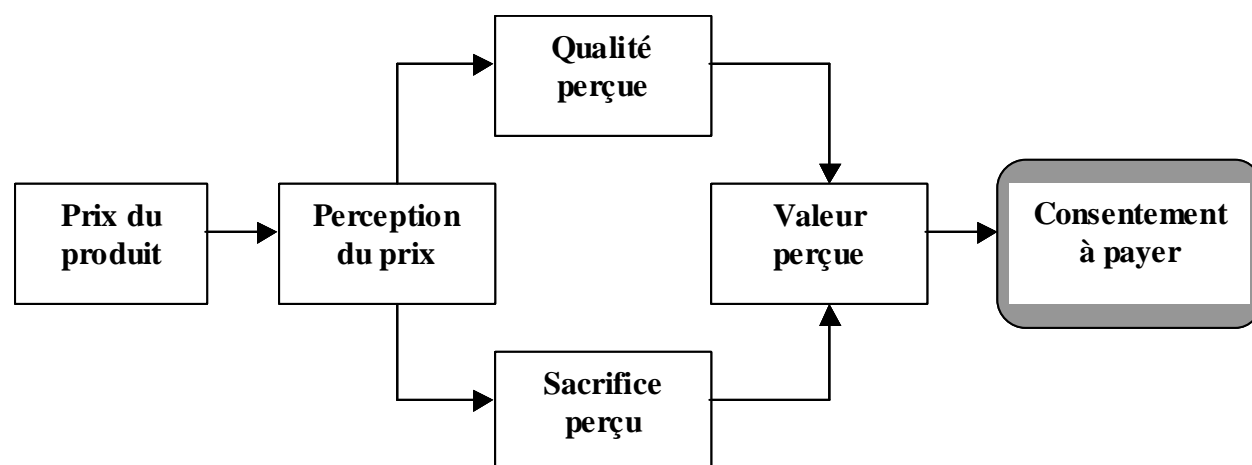 Qualité
perçue
Prix du
produit
Perception
du prix
Valeur
perçue
Consentement
à payer
Sacrifice
perçu